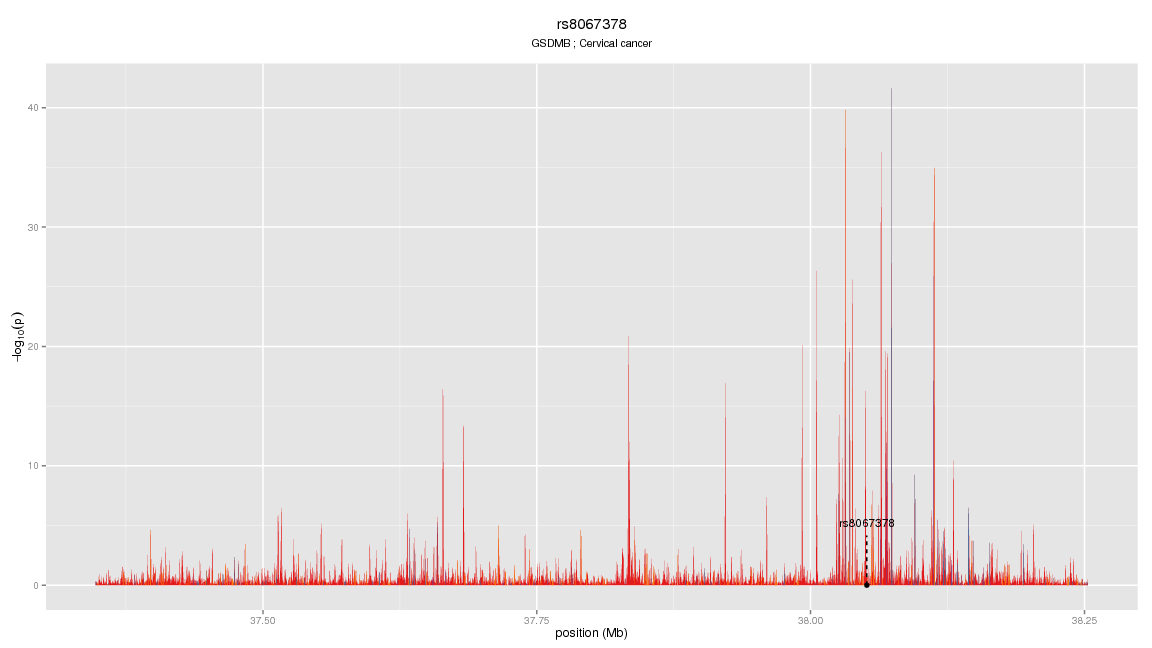 rs8067378
GSDMB ; Cervical cancer
40
30
20
10
0
−log10(p)
rs8067378
37.50
37.75
38.00
38.25
position (Mb)